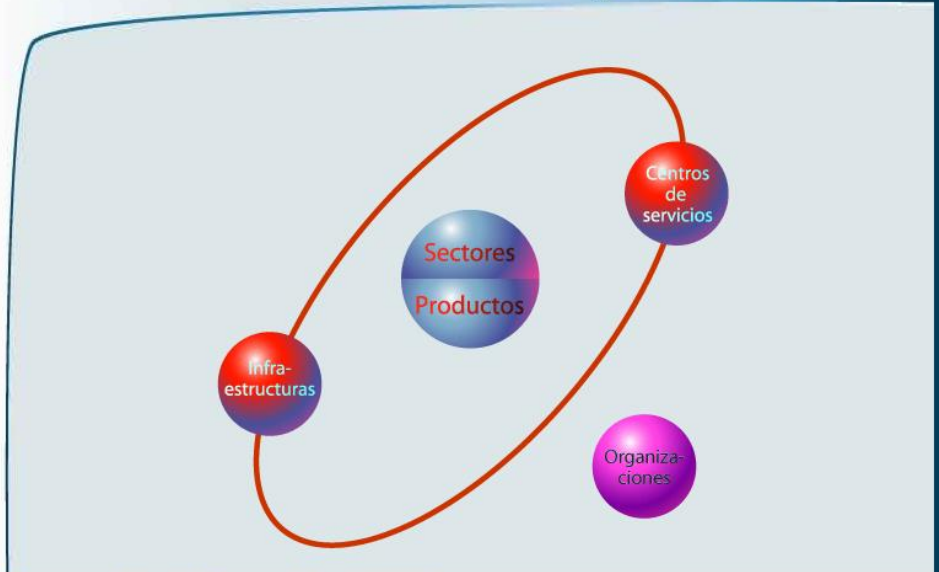 Centros
de
servicios
Sectores
Productos
Infra-
estructuras
Organiza-
ciones